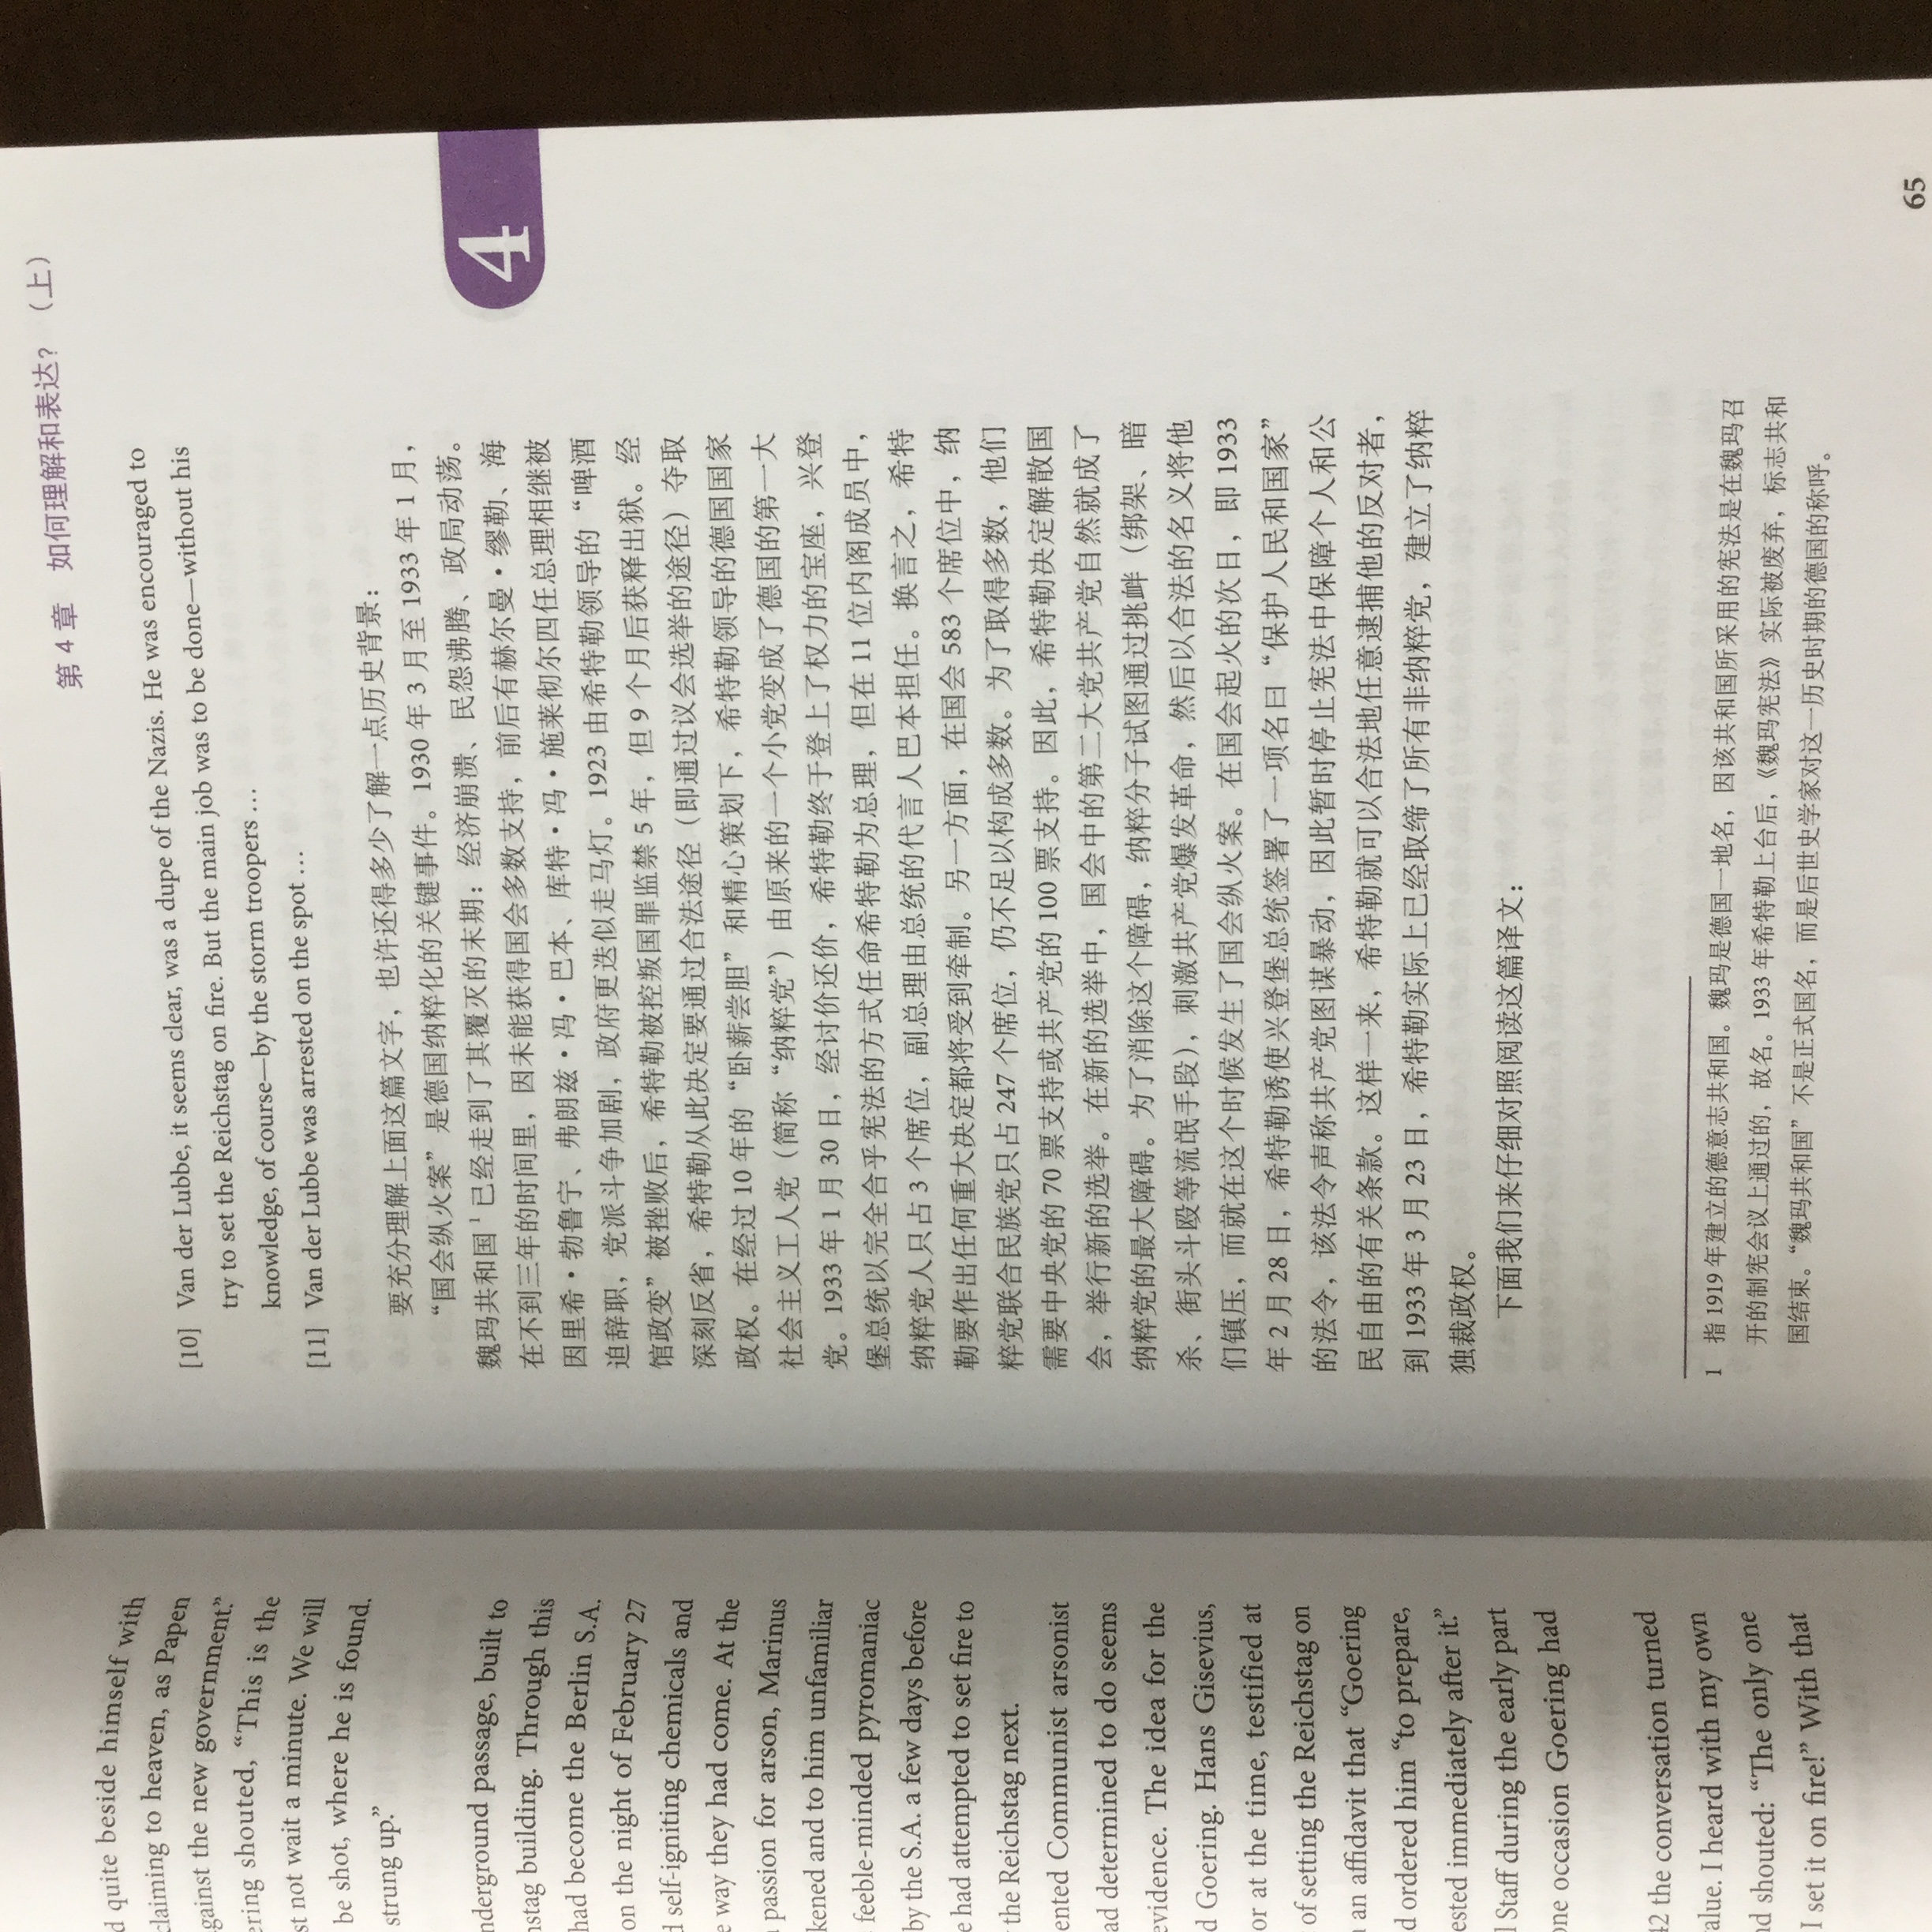 d quite beside himself with
claiming to heaven, as Papen
against the new government.”
ering shouted, “This is the
st not wait a minute. We will
be shot, where he is found.
strung up.”
nderground passage, built to
nstag building. Through this
had become the Berlin S.A.
on the night of February 27
d self-igniting chemicals and
e way they had come. At the
passion for arson, Marinus
kened and to him unfamiliar
feeble-minded pyromaniac
by the S.A. a few days before
e had attempted to set fire to
the Reichstag next.
ented Communist arsonist
ad determined to do seems
evidence. The idea for the
d Goering. Hans Gisevius,
or at the time, testified at
of setting the Reichstag on
an affidavit that “Goering
d ordered him “to prepare,
ested immediately after it.”
l Staff during the early part
one occasion Goering had
42 the conversation turned
alue. I heard with my own
nd shouted: “The only one
I set it on fire!” With that
第 4 章 如何理解和表达？（上）
4
[10] Van der Lubbe, it seems clear, was a dupe of the Nazis. He was encouraged to
try to set the Reichstag on fire. But the main job was to be done—without his
knowledge, of course—by the storm troopers …
[11] Van der Lubbe was arrested on the spot …
要充分理解上面这篇文字，也许还得多少了解一点历史背景：
“国会纵火案”是德国纳粹化的关键事件。1930 年 3 月至 1933 年 1 月，
魏玛共和国1已经走到了其覆灭的末期：经济崩溃、民怨沸腾、政局动荡。
在不到三年的时间里，因未能获得国会多数支持，前后有赫尔曼·缪勒、海
因里希·勃鲁宁、弗朗兹·冯·巴本、库特·冯·施莱彻尔四任总理相继被
迫辞职，党派斗争加剧，政府更迭似走马灯。1923 由希特勒领导的“啤酒
馆政变”被挫败后，希特勒被控叛国罪监禁 5 年，但 9 个月后获释出狱。经
深刻反省，希特勒从此决定要通过合法途径（即通过议会选举的途径）夺取
政权。在经过 10 年的“卧薪尝胆”和精心策划下，希特勒领导的德国国家
社会主义工人党（简称“纳粹党”）由原来的一个小党变成了德国的第一大
党。1933 年 1 月 30 日，经讨价还价，希特勒终于登上了权力的宝座，兴登
堡总统以完全合乎宪法的方式任命希特勒为总理，但在 11 位内阁成员中，
纳粹党人只占 3 个席位，副总理由总统的代言人巴本担任。换言之，希特
勒要作出任何重大决定都将受到牵制。另一方面，在国会 583 个席位中，纳
粹党联合民族党只占 247 个席位，仍不足以构成多数。为了取得多数，他们
需要中央党的 70 票支持或共产党的 100 票支持。因此，希特勒决定解散国
会，举行新的选举。在新的选举中，国会中的第二大党共产党自然就成了
纳粹党的最大障碍。为了消除这个障碍，纳粹分子试图通过挑衅（绑架、暗
杀、街头斗殴等流氓手段），刺激共产党爆发革命，然后以合法的名义将他
们镇压，而就在这个时候发生了国会纵火案。在国会起火的次日，即 1933
年 2 月 28 日，希特勒诱使兴登堡总统签署了一项名曰“保护人民和国家”
的法令，该法令声称共产党图谋暴动，因此暂时停止宪法中保障个人和公
民自由的有关条款。这样一来，希特勒就可以合法地任意逮捕他的反对者，
到 1933 年 3 月 23 日，希特勒实际上已经取缔了所有非纳粹党，建立了纳粹
独裁政权。
下面我们来仔细对照阅读这篇译文：
1 指 1919 年建立的德意志共和国。魏玛是德国一地名，因该共和国所采用的宪法是在魏玛召
开的制宪会议上通过的，故名。1933 年希特勒上台后，《魏玛宪法》实际被废弃，标志共和
国结束。“魏玛共和国”不是正式国名，而是后世史学家对这一历史时期的德国的称呼。
65